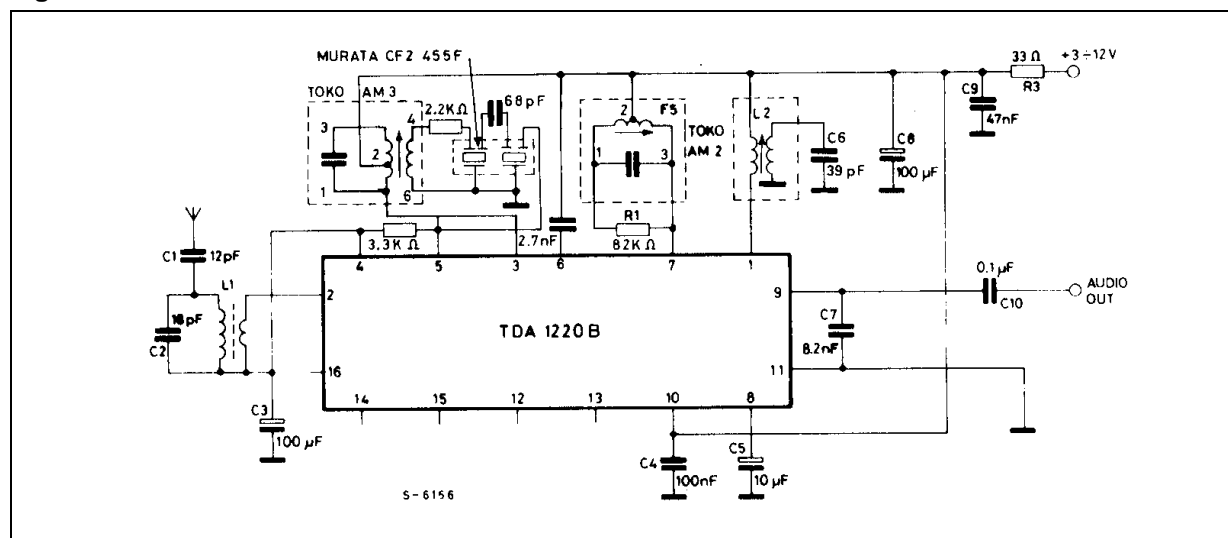 MURATA CF2 455F
33 Ω
+3 ÷ 12V
R3
TOKO AM 3
2.2KΩ
68pF
C9
47nF
3
4
2
1
6
2
F5
1
3
TOKO
AM 2
L2
C6
39 pF
C8
100 μF
R1
82K Ω
3,3K Ω
2.7nF
C1
12pF
4
5
3
6
7
1
L1
18pF
C2
2
16
TDA 1220B
9
11
0.1 μF
C10
AUDIO
OUT
C7
8.2nF
14
15
12
13
10
8
C3
100 μF
C4
100nF
C5
10 μF
S-6156